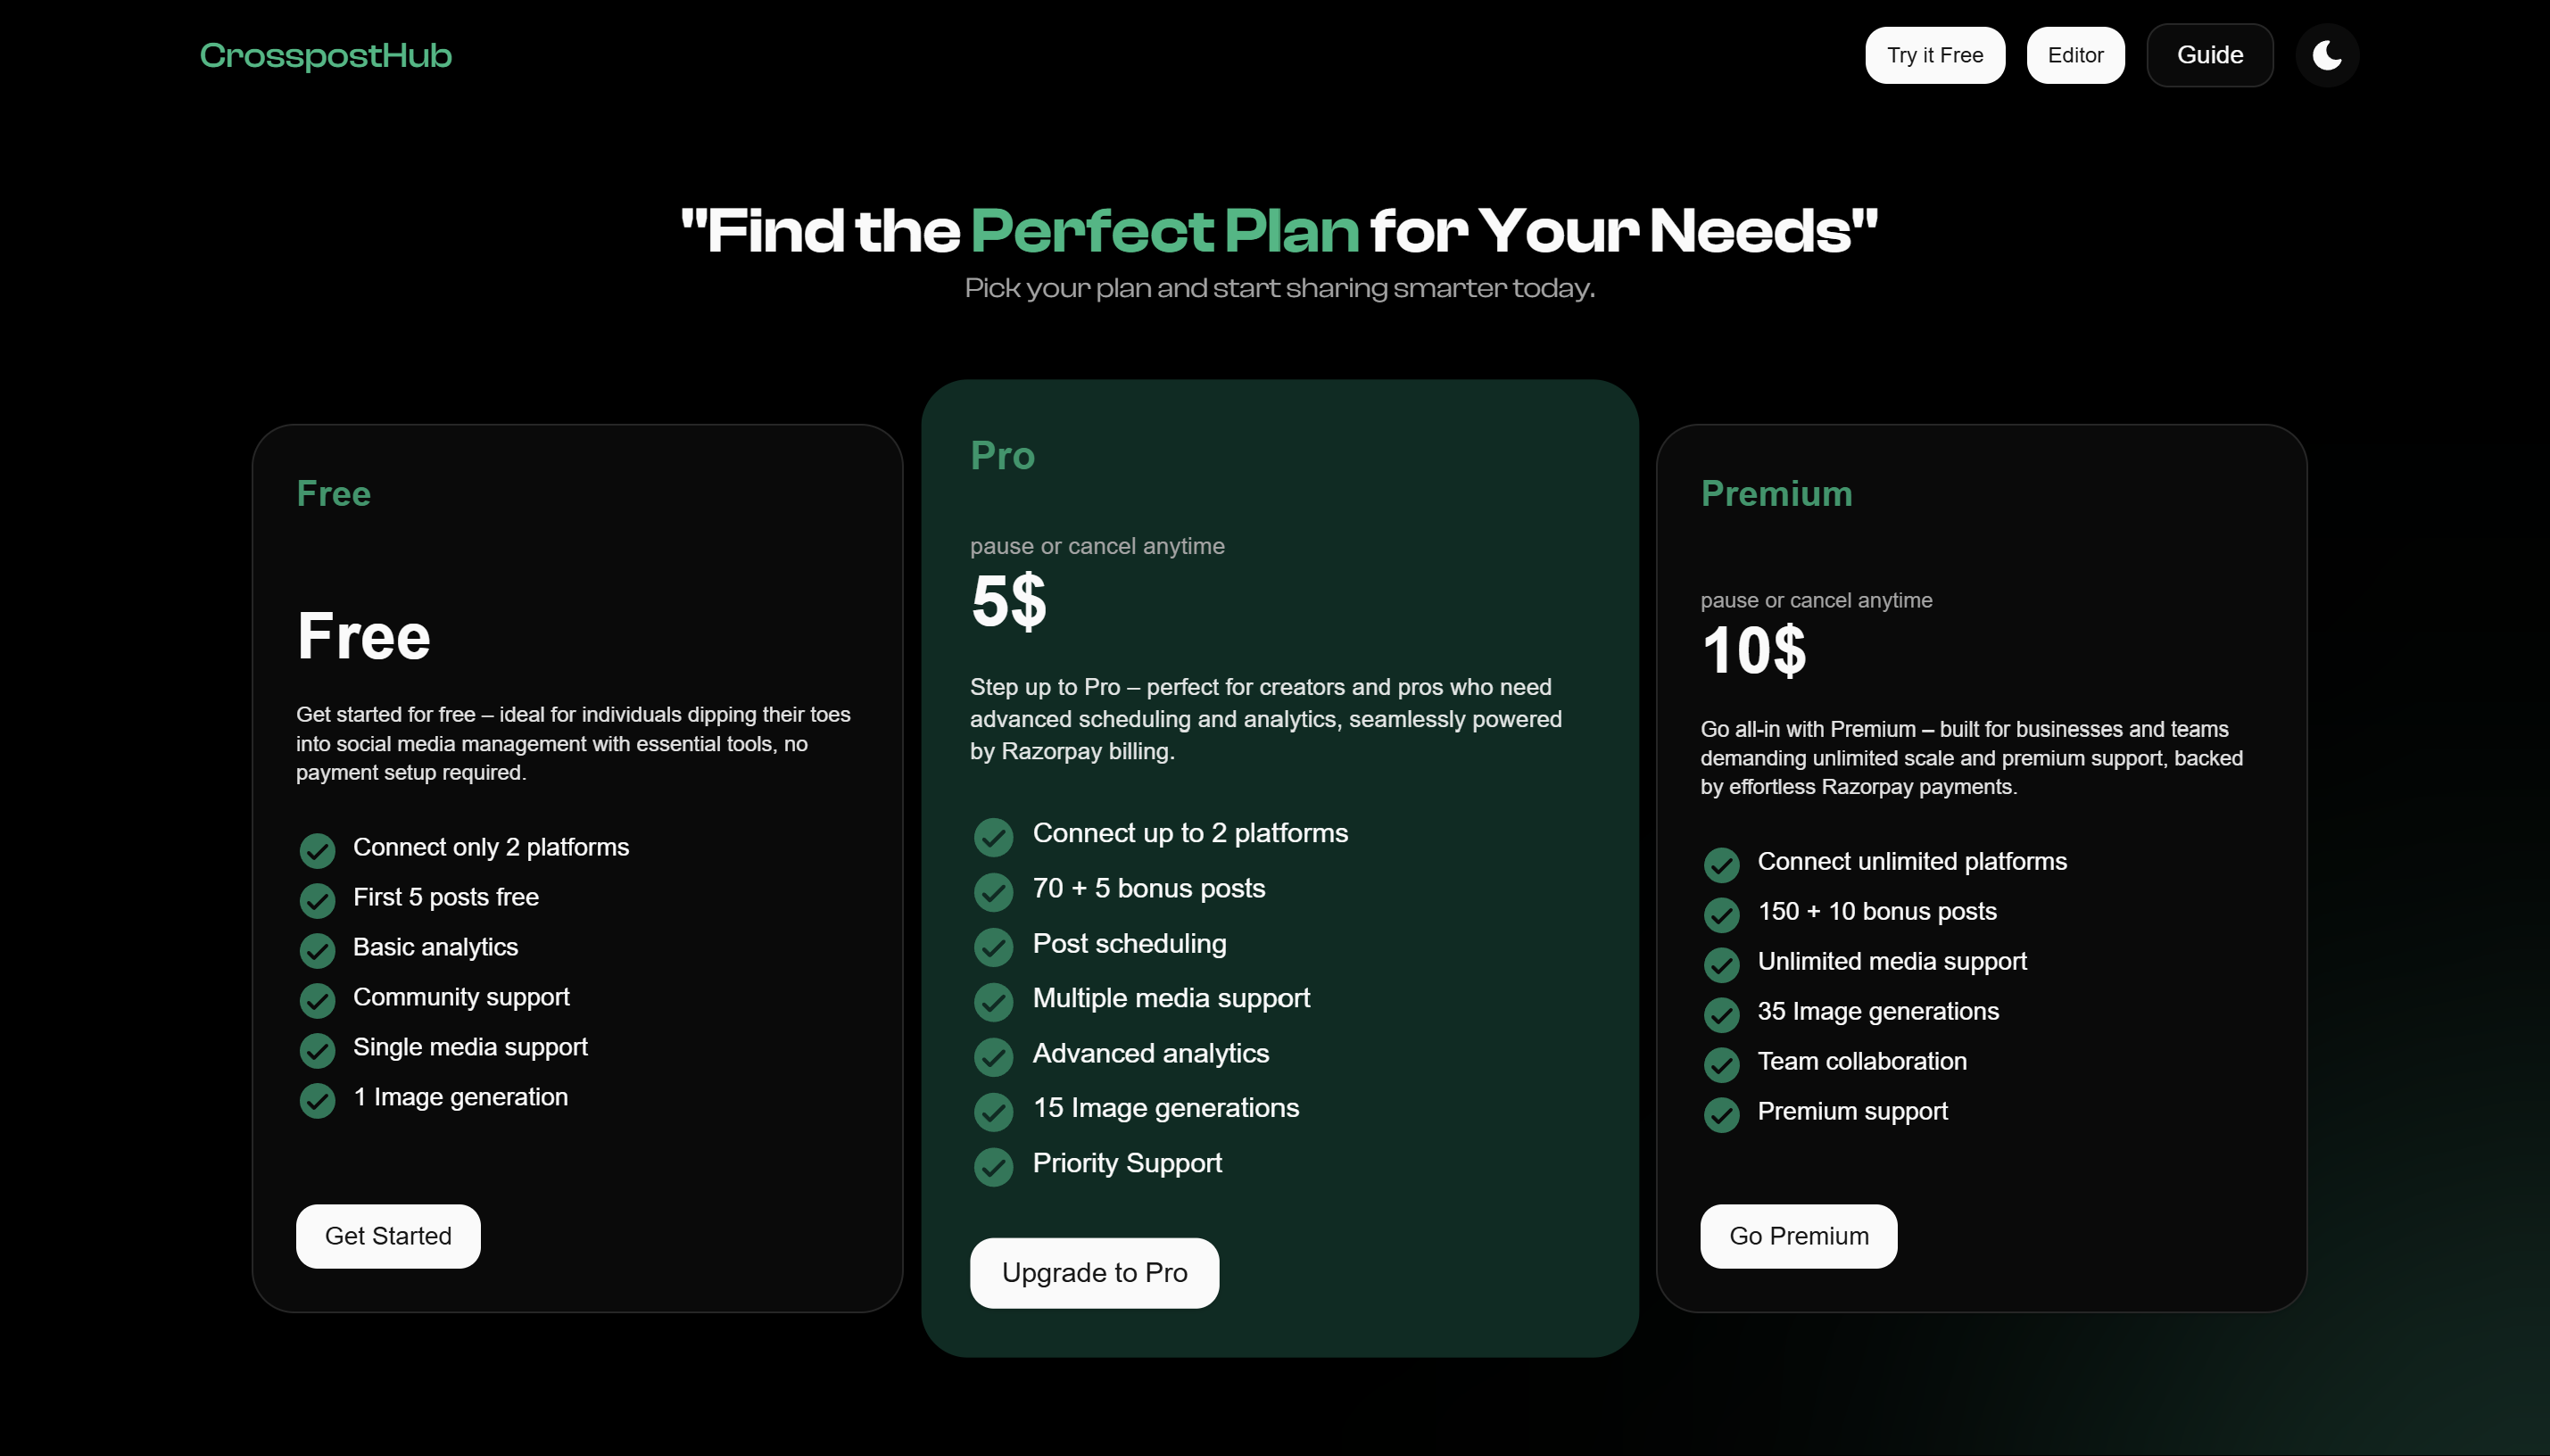 CrosspostHub
Try it Free
Editor
Guide
"Find the Perfect Plan for Your Needs"
Pick your plan and start sharing smarter today.
Free
Free
Get started for free – ideal for individuals dipping their toes
into social media management with essential tools, no
payment setup required.
Connect only 2 platforms
First 5 posts free
Basic analytics
Community support
Single media support
1 Image generation
Get Started
Pro
pause or cancel anytime
5$
Step up to Pro – perfect for creators and pros who need
advanced scheduling and analytics, seamlessly powered
by Razorpay billing.
Connect up to 2 platforms
70 + 5 bonus posts
Post scheduling
Multiple media support
Advanced analytics
15 Image generations
Priority Support
Upgrade to Pro
Premium
pause or cancel anytime
10$
Go all-in with Premium – built for businesses and teams
demanding unlimited scale and premium support, backed
by effortless Razorpay payments.
Connect unlimited platforms
150 + 10 bonus posts
Unlimited media support
35 Image generations
Team collaboration
Premium support
Go Premium